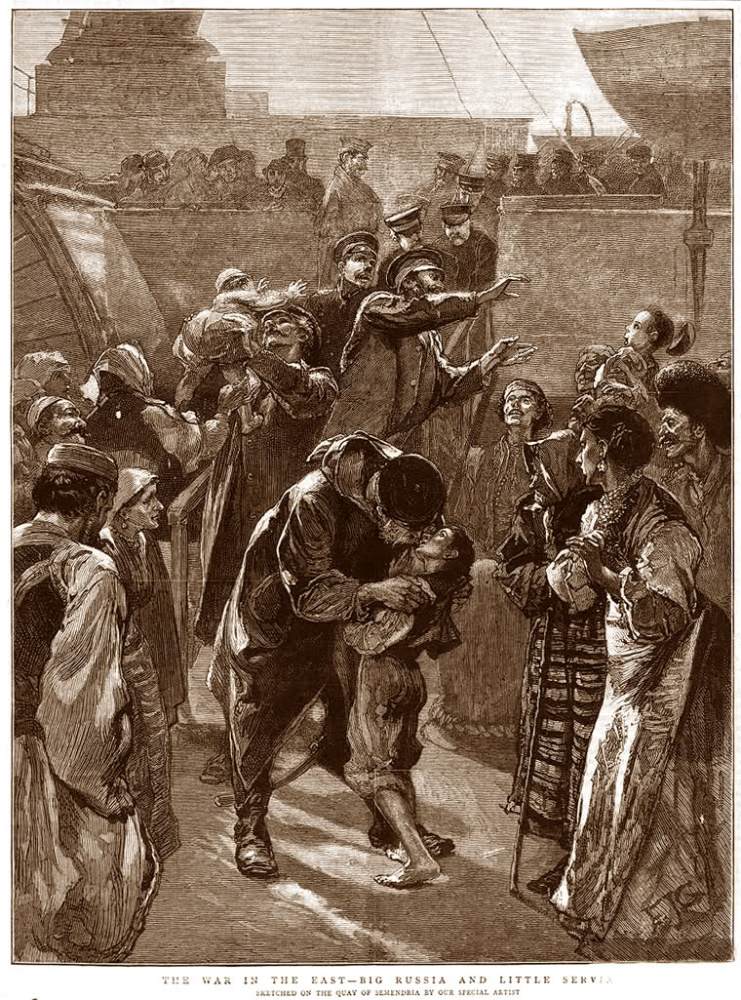 THE WAR IN THE EAST—BIG RUSSIA AND LITTLE SERVIA
SKETCHED ON THE QUAY OF SEMENDRIA BY OUR SPECIAL ARTIST